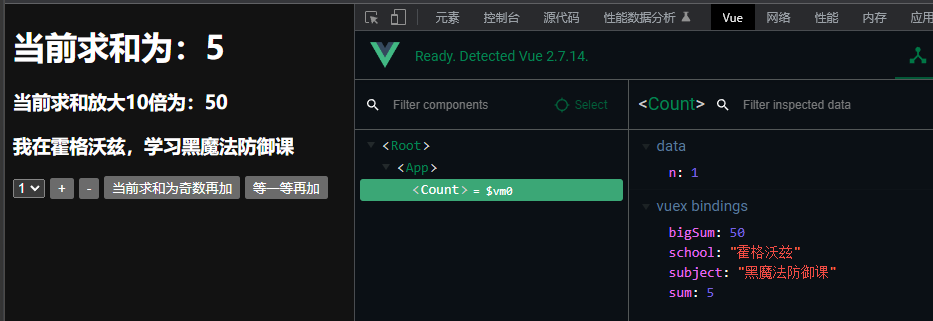 当前求和为：5
当前求和放大10倍为：50
我在霍格沃兹，学习黑魔法防御课
1 + - 当前求和为奇数再加 等一等再加
元素 控制台 源代码 性能数据分析 Vue 网络 性能 内存 应用
Ready. Detected Vue 2.7.14.
Filter components Select
<Root>
<App>
<Count> = $vm0
<Count> Filter inspected data
data
n: 1
vuex bindings
bigSum: 50
school: "霍格沃兹"
subject: "黑魔法防御课"
sum: 5